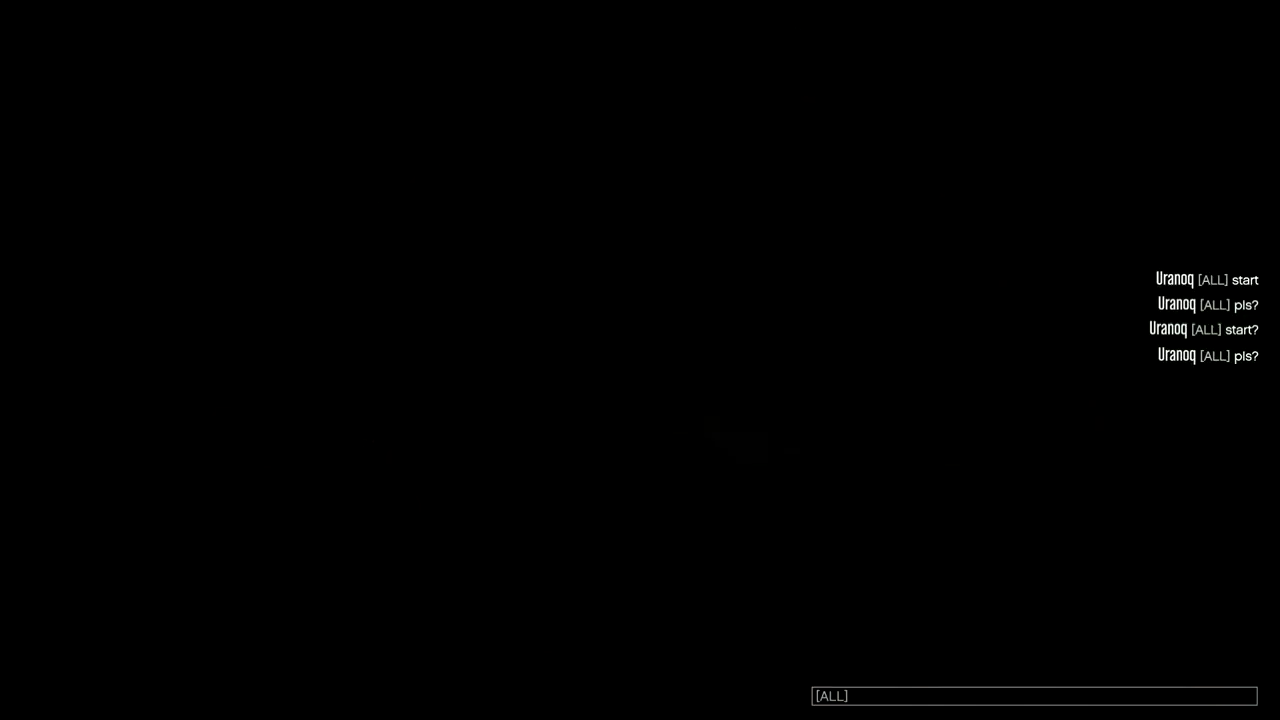 Uranoq [ALL] start
Uranoq [ALL] pls?
Uranoq [ALL] start?
Uranoq [ALL] pls?
[ALL]